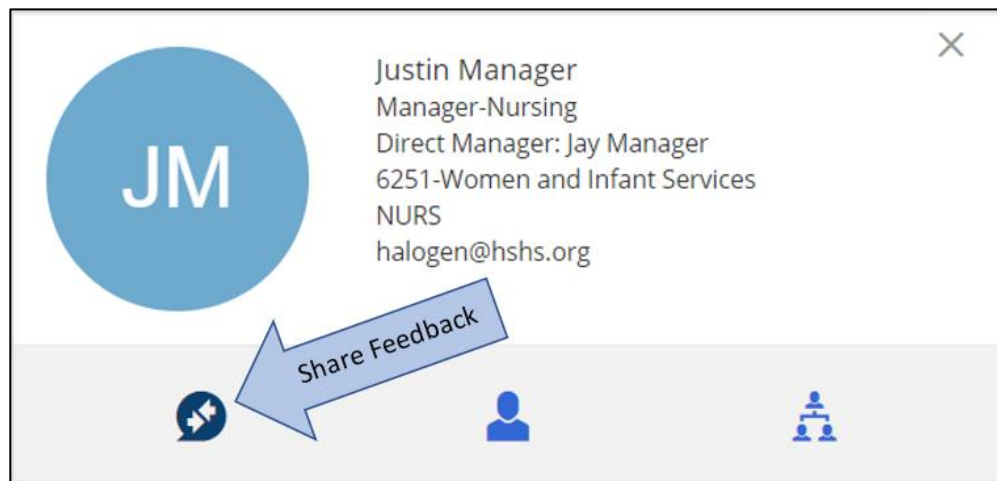 JM
Justin Manager
Manager-Nursing
Direct Manager: Jay Manager
6251-Women and Infant Services
NURS
halogen@hshs.org
Share Feedback